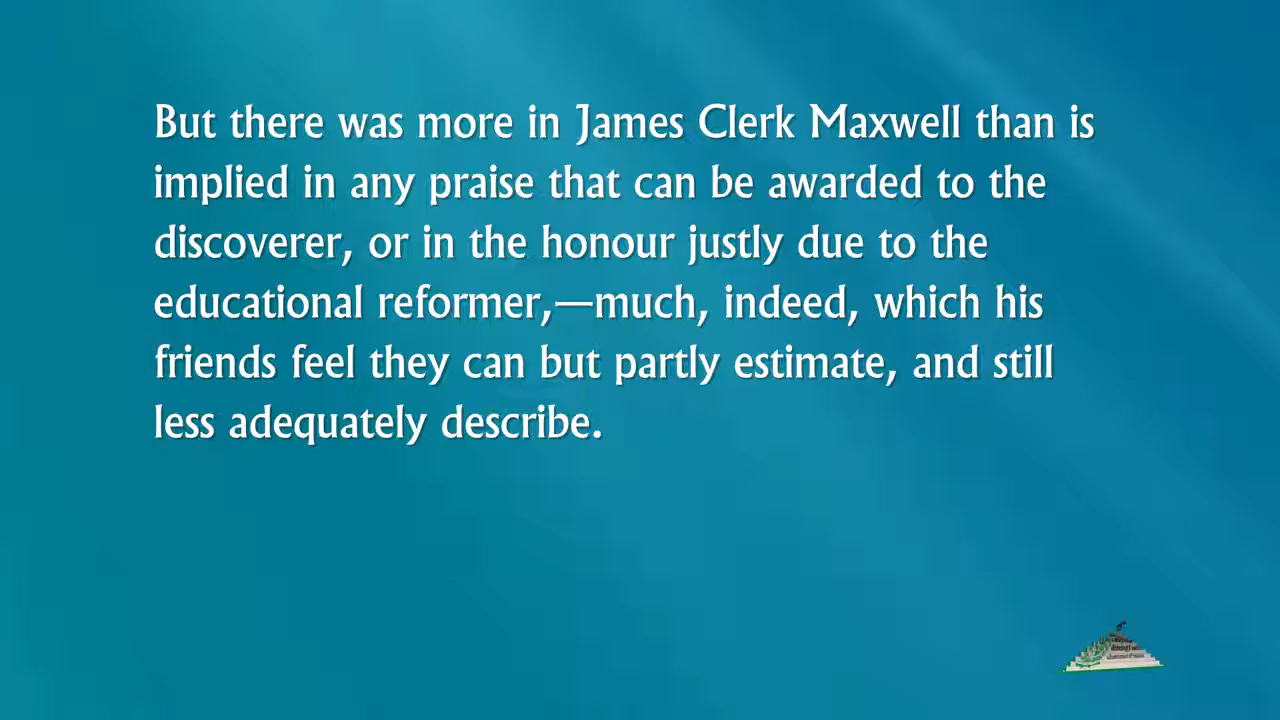 But there was more in James Clerk Maxwell than is
implied in any praise that can be awarded to the
discoverer, or in the honour justly due to the
educational reformer,—much, indeed, which his
friends feel they can but partly estimate, and still
less adequately describe.